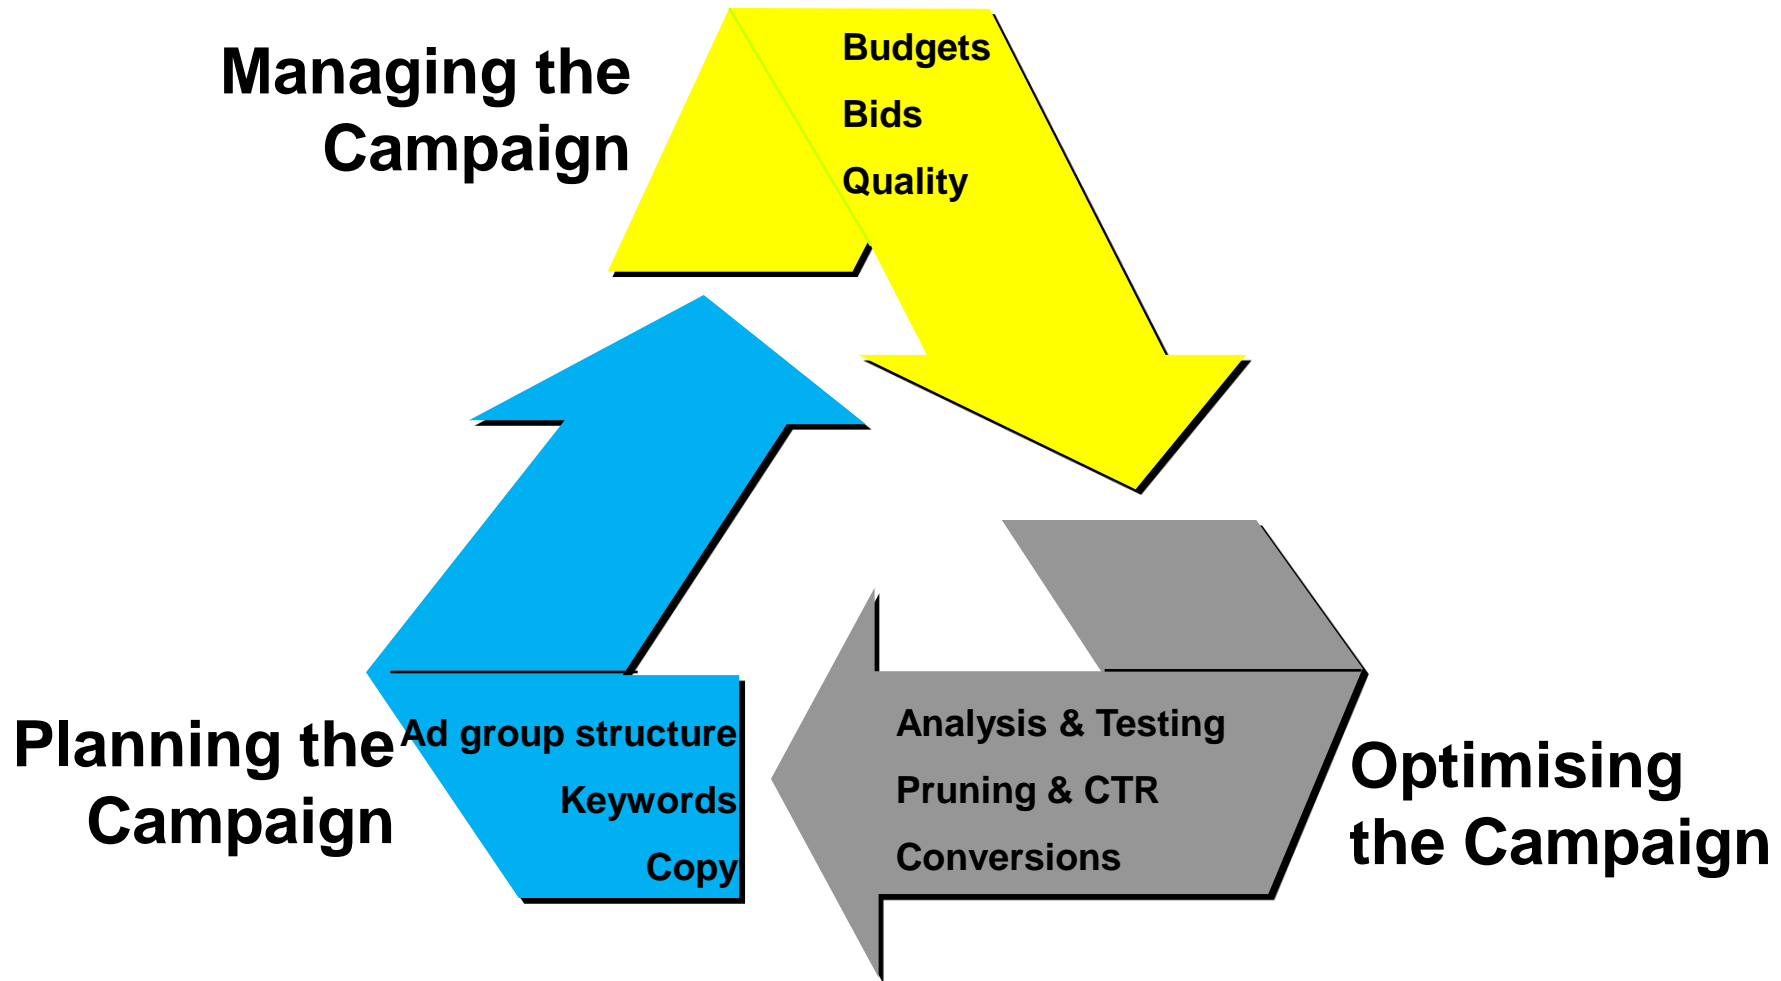 Managing the
Campaign
Budgets
Bids
Quality
Planning the
Campaign
Ad group structure
Keywords
Copy
Analysis & Testing
Pruning & CTR
Conversions
Optimising
the Campaign